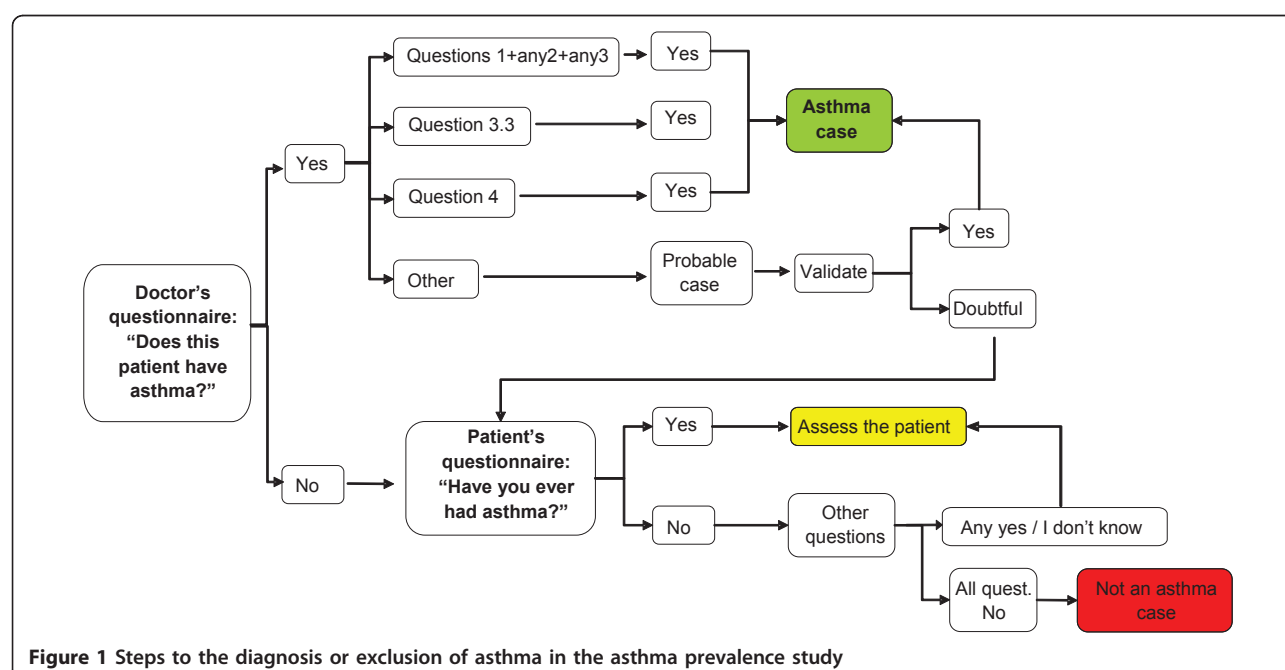 Questions 1+any2+any3
Yes
Asthma
case
Question 3.3
Yes
Yes
Question 4
Yes
Yes
Other
Probable
case
Validate
Doubtful
Doctor's
questionnaire:
“Does this
patient have
asthma?”
No
Patient's
questionnaire:
“Have you ever
had asthma?”
Yes
Assess the patient
No
Other
questions
Any yes / I don't know
All quest.
No
Not an asthma
case
Figure 1 Steps to the diagnosis or exclusion of asthma in the asthma prevalence study